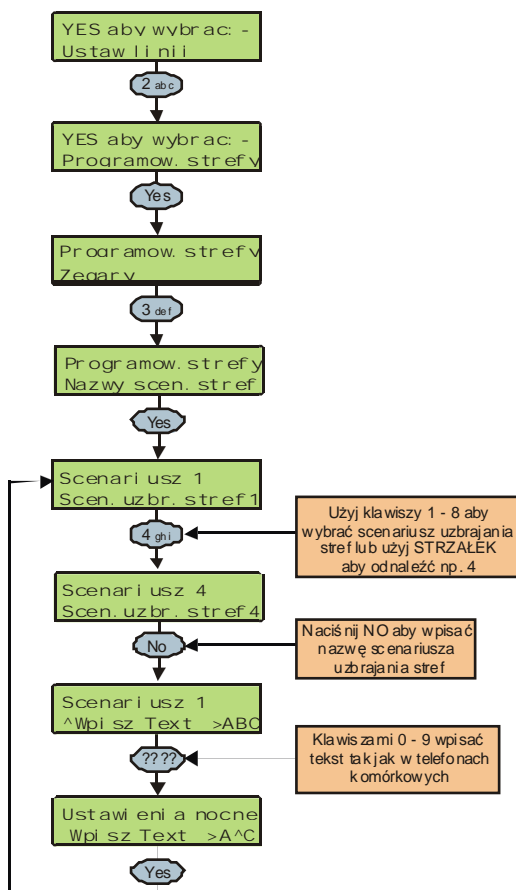 YES aby wybrac: -
Ustaw linii
2 abc
YES aby wybrac: -
Programow. strefy
Yes
Programow. strefy
Zegary
3 def
Programow. strefy
Nazwy scen. stref
Yes
Scenariusz 1
Scen. uzbr. stref1
4 ghi
Użyj klawiszy 1 - 8 aby
wybrać scenariusz uzbrajania
stref lub użyj STRZAŁEK
aby odnaleźć np. 4
Scenariusz 4
Scen. uzbr. stref4
No
Naciśnij NO aby wpisać
nazwę scenariusza
uzbrajania stref
Scenariusz 1
^Wpisz Text >ABC
????
Klawiszami 0 - 9 wpisać
tekst tak jak w telefonach
komórkowych
Ustawienia nocne
Wpisz Text >A^C
Yes